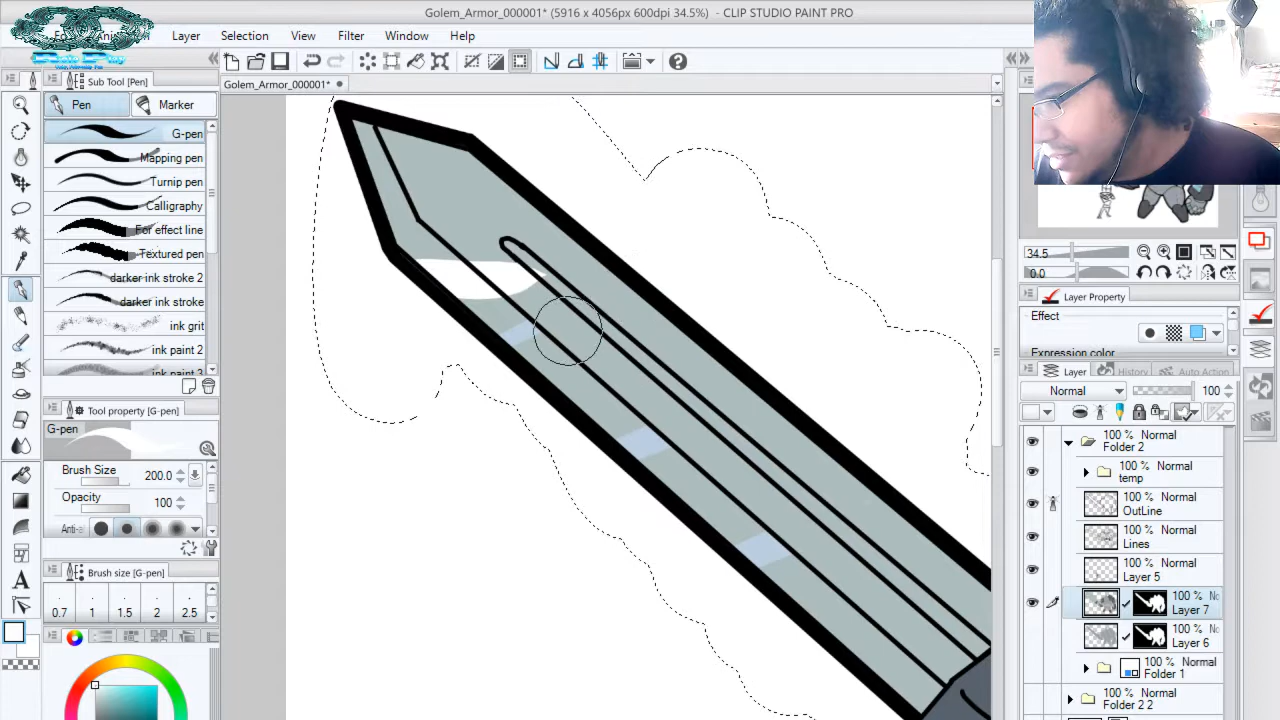 Golem_Armor_000001* (5916 x 4056px 600dpi 34.5%) - CLIP STUDIO PAINT PRO
Layer Selection View Filter Window Help
Sub Tool [Pen]
Golem_Armor_000001*
Pen Marker
G-pen
Mapping pen
Turnip pen
Calligraphy
For effect line
Textured pen
darker ink stroke 2
darker ink stroke
ink grit
ink paint 2
ink paint 3
Tool property [G-pen]
G-pen
Brush Size 200.0
Opacity 100
Anti-a
Brush size [G-pen]
0.7 1 1.5 2 2.5
34.5
0.0
Layer Property
Effect
Expression color
Layer History Auto Action
Normal 100
100 % Normal
Folder 2
100 % Normal
temp
100 % Normal
OutLine
100 % Normal
Lines
100 % Normal
Layer 5
100 % No
Layer 7
100 % No
Layer 6
100 % Normal
Folder 1
100 % Normal
Folder 2 2